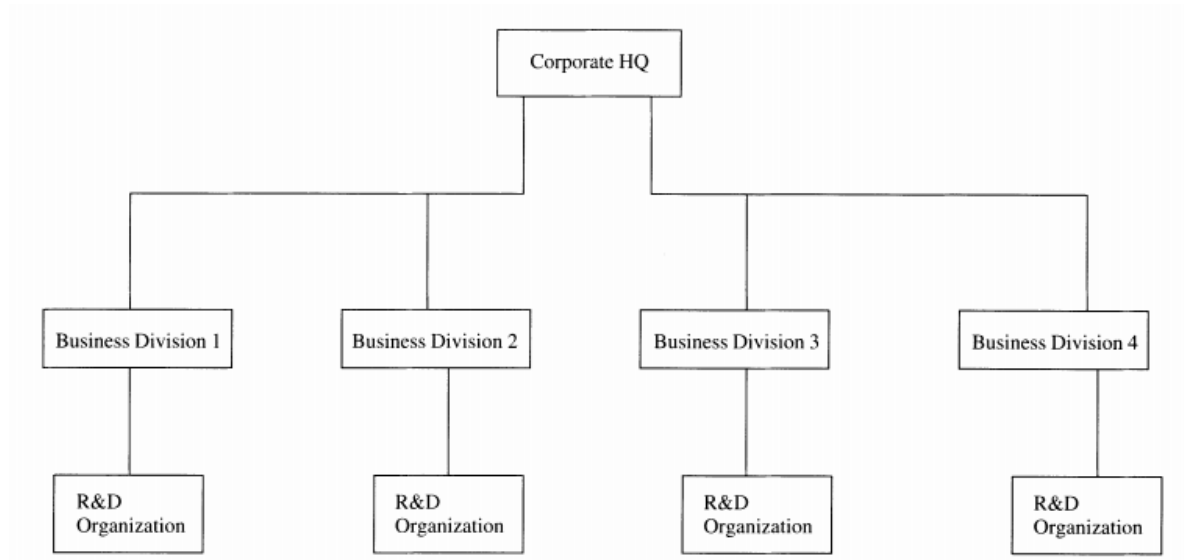 Corporate HQ
Business Division 1
Business Division 2
Business Division 3
Business Division 4
R&D
Organization
R&D
Organization
R&D
Organization
R&D
Organization